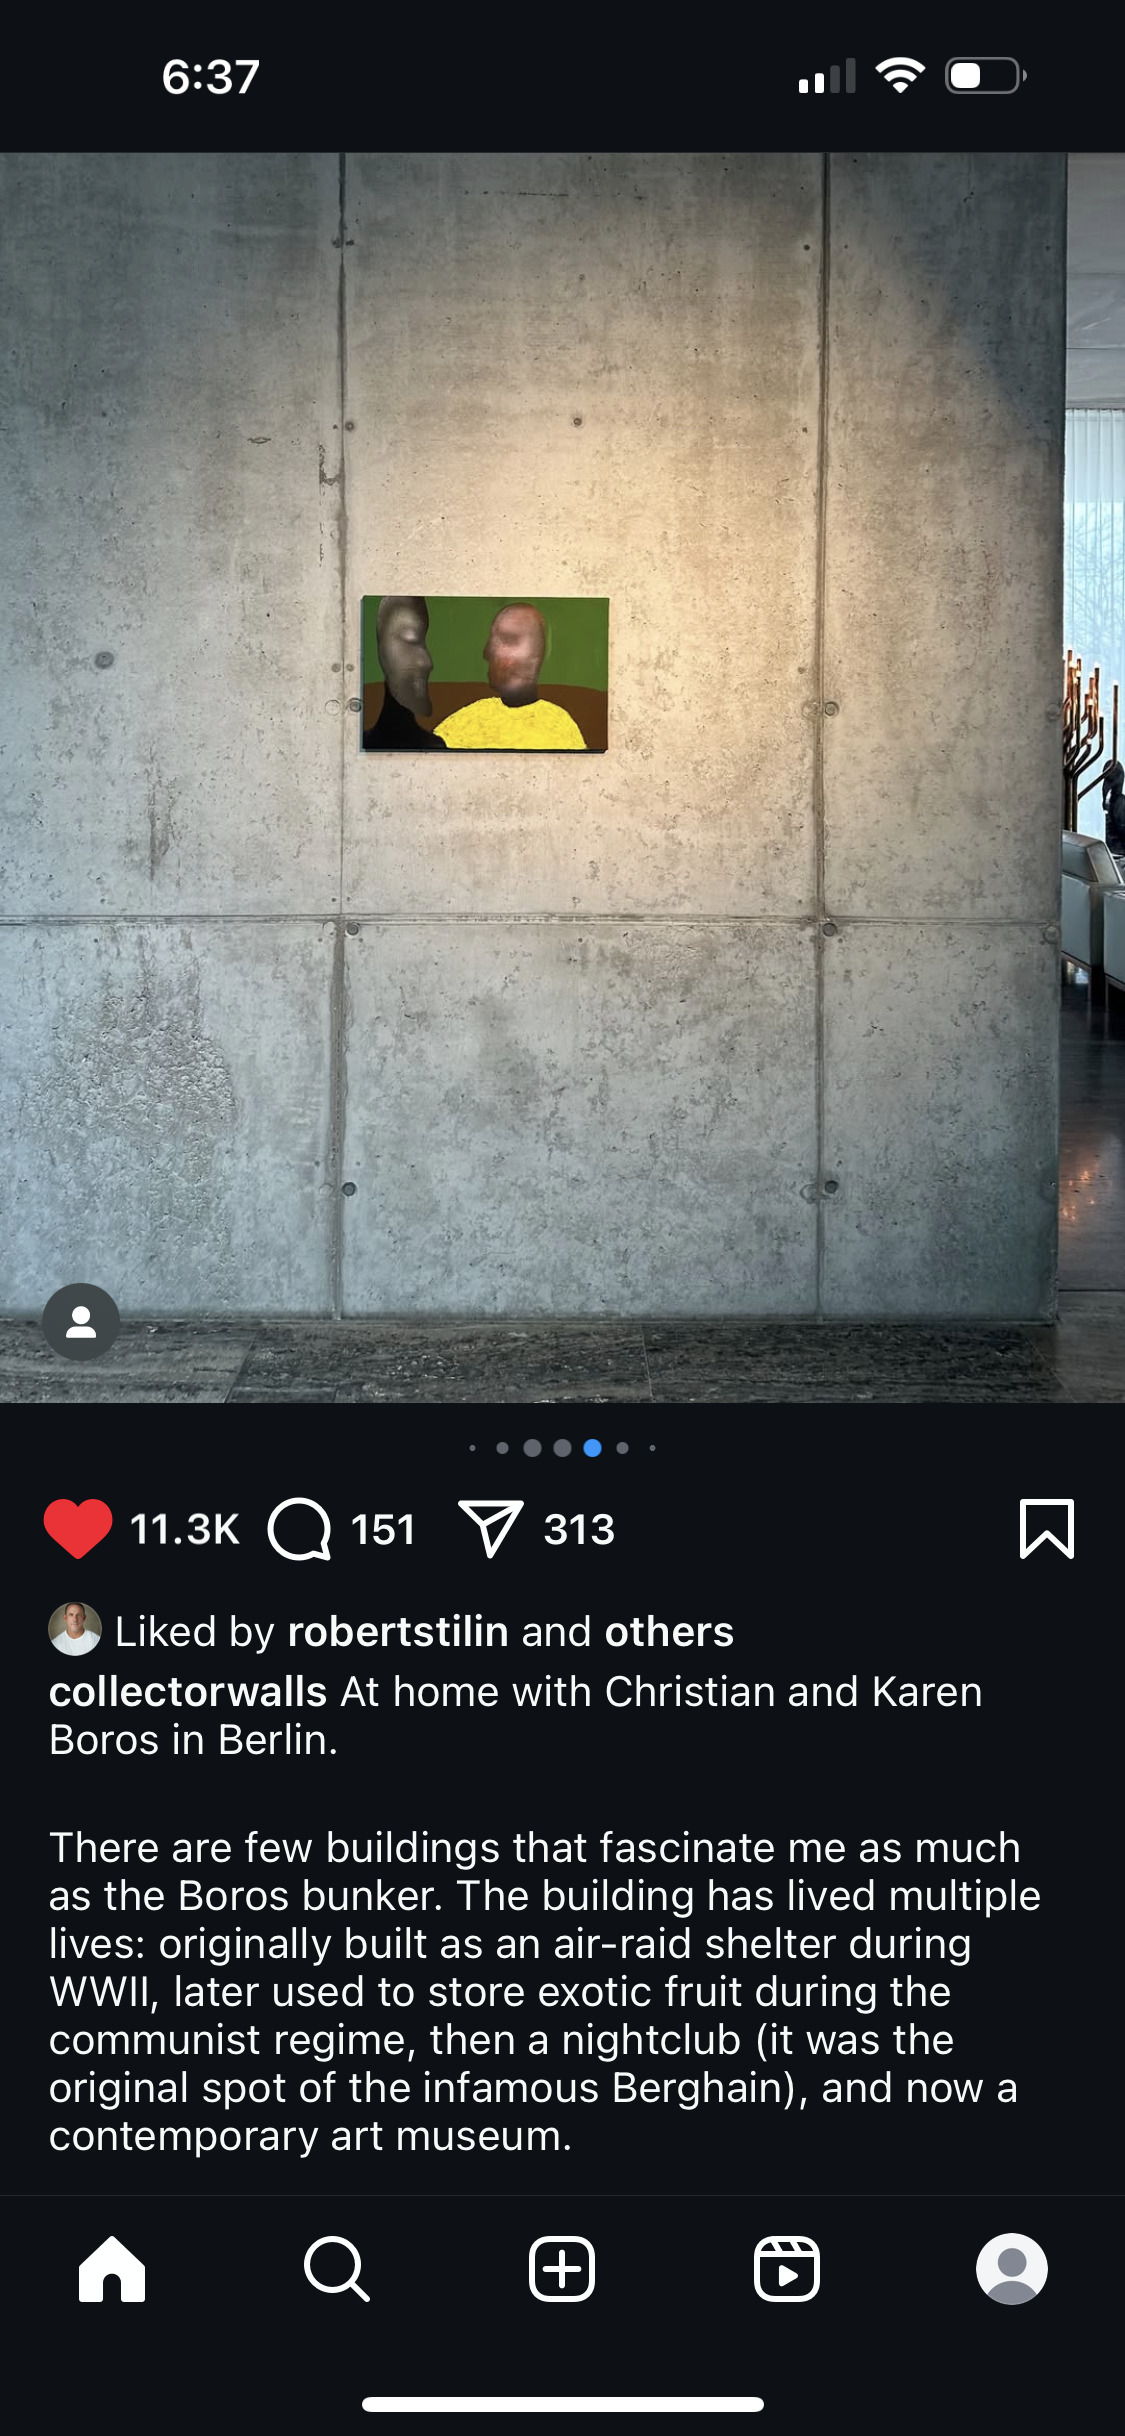 6:37
11.3K 151 313
Liked by robertstilin and others
collectorwalls At home with Christian and Karen
Boros in Berlin.
There are few buildings that fascinate me as much
as the Boros bunker. The building has lived multiple
lives: originally built as an air-raid shelter during
WWII, later used to store exotic fruit during the
communist regime, then a nightclub (it was the
original spot of the infamous Berghain), and now a
contemporary art museum.